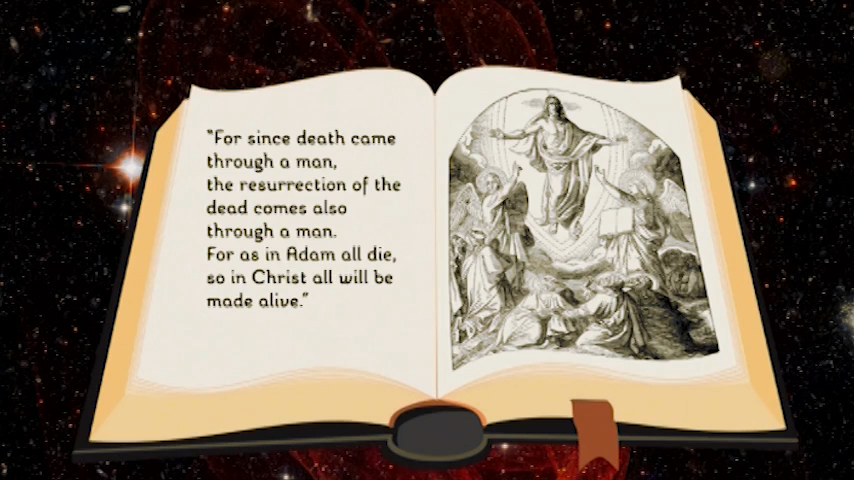 "For since death came
through a man,
the resurrection of the
dead comes also
through a man.
For as in Adam all die,
so in Christ all will be
made alive."